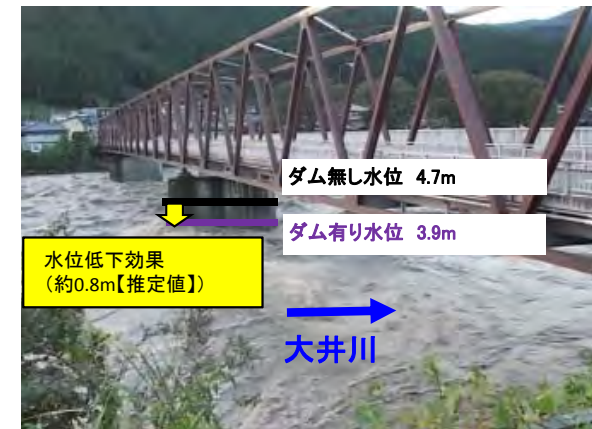 ダム無し水位 4.7m
ダム有り水位 3.9m
水位低下効果
（約0.8m【推定値】）
大井川